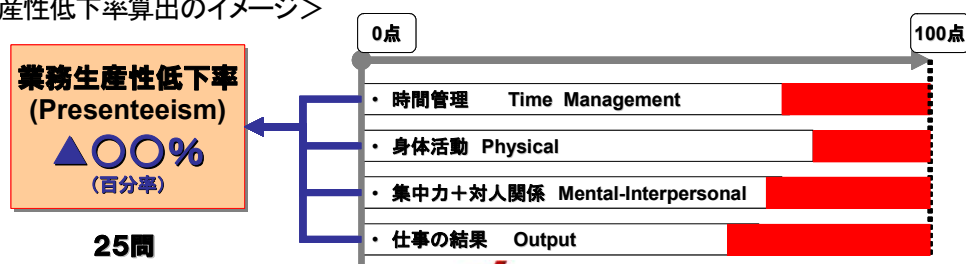 産性低下率算出のイメージ＞
0点
100点
業務生産性低下率
(Presenteeism)
▲〇〇%
(百分率)
25問
・ 時間管理 Time Management
・ 身体活動 Physical
・ 集中力＋対人関係 Mental-Interpersonal
・ 仕事の結果 Output